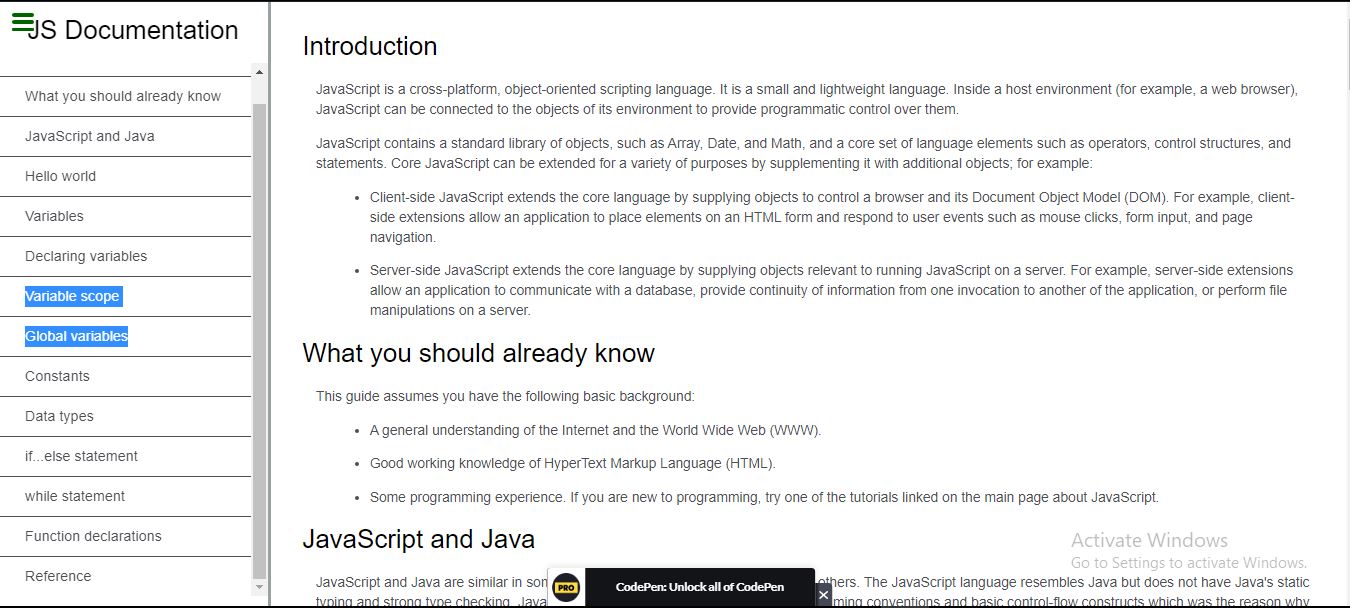 JS Documentation
What you should already know
JavaScript and Java
Hello world
Variables
Declaring variables
Variable scope
Global variables
Constants
Data types
if...else statement
while statement
Function declarations
Reference
Introduction
JavaScript is a cross-platform, object-oriented scripting language. It is a small and lightweight language. Inside a host environment (for example, a web browser),
JavaScript can be connected to the objects of its environment to provide programmatic control over them.
JavaScript contains a standard library of objects, such as Array, Date, and Math, and a core set of language elements such as operators, control structures, and
statements. Core JavaScript can be extended for a variety of purposes by supplementing it with additional objects; for example:
• Client-side JavaScript extends the core language by supplying objects to control a browser and its Document Object Model (DOM). For example, client-
side extensions allow an application to place elements on an HTML form and respond to user events such as mouse clicks, form input, and page
navigation.
• Server-side JavaScript extends the core language by supplying objects relevant to running JavaScript on a server. For example, server-side extensions
allow an application to communicate with a database, provide continuity of information from one invocation to another of the application, or perform file
manipulations on a server.
What you should already know
This guide assumes you have the following basic background:
• A general understanding of the Internet and the World Wide Web (WWW).
• Good working knowledge of HyperText Markup Language (HTML).
• Some programming experience. If you are new to programming, try one of the tutorials linked on the main page about JavaScript.
JavaScript and Java
JavaScript and Java are similar in som others. The JavaScript language resembles Java but does not have Java's static
typing and strong type checking. Java ming conventions and basic control-flow constructs which was the reason why
PRO
CodePen: Unlock all of CodePen
Activate Windows
Go to Settings to activate Windows.